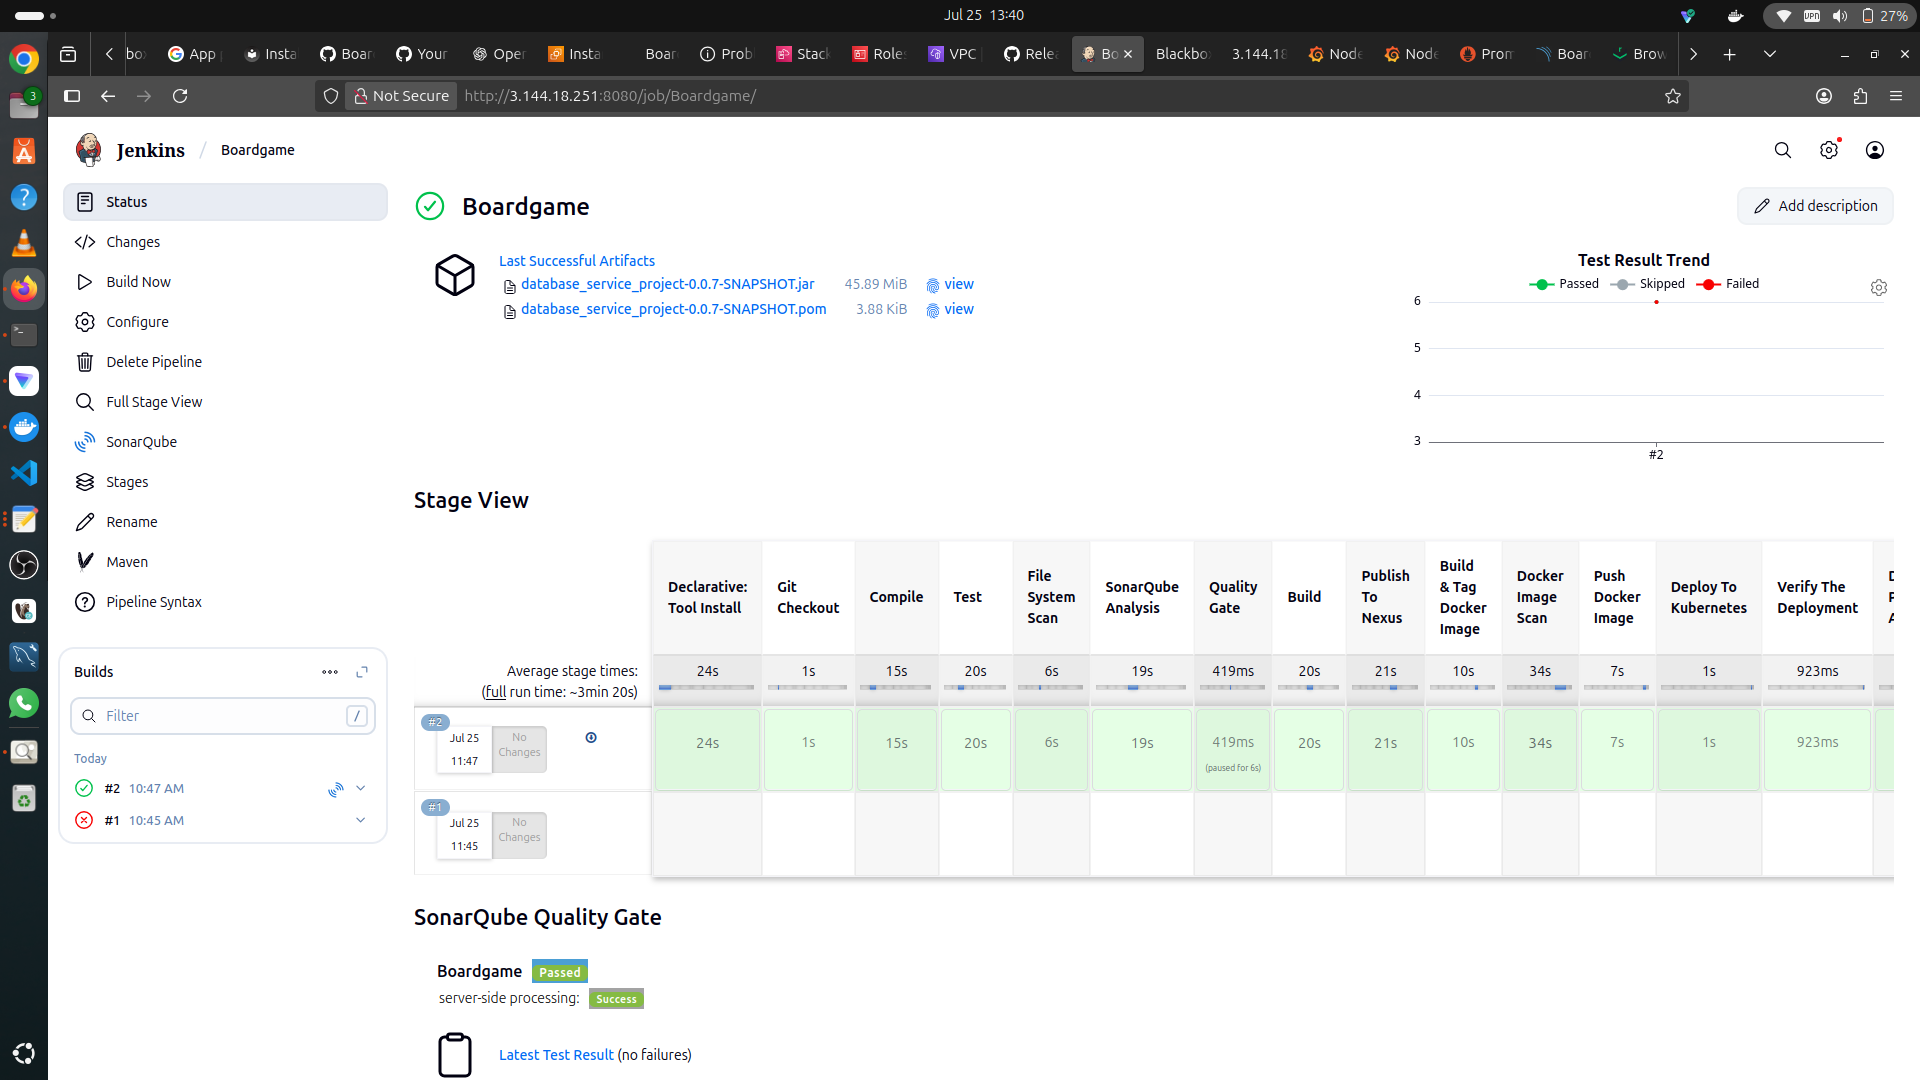 Jul 25 13:40
27%
box
App
Insta
Board
Your
Oper
Insta
Board
Prob
Stack
Roles
VPC
Relea
Bo
Blackbo
3.144.18
Node
Node
Prom
Board
Brow
3
Not Secure
http://3.144.18.251:8080/job/Boardgame/
Jenkins / Boardgame
Status
Changes
Build Now
Configure
Delete Pipeline
Full Stage View
SonarQube
Stages
Rename
Maven
Pipeline Syntax
Builds
Filter
/
Today
#2 10:47 AM
#1 10:45 AM
Boardgame
Add description
Last Successful Artifacts
database_service_project-0.0.7-SNAPSHOT.jar 45.89 MiB view
database_service_project-0.0.7-SNAPSHOT.pom 3.88 KiB view
Test Result Trend
Passed Skipped Failed
6
5
4
3
#2
Stage View
Declarative: Tool Install
Git Checkout
Compile
Test
File System Scan
SonarQube Analysis
Quality Gate
Build
Publish To Nexus
Build & Tag Docker Image
Docker Image Scan
Push Docker Image
Deploy To Kubernetes
Verify The Deployment
Average stage times:
(full run time: ~3min 20s)
24s 1s 15s 20s 6s 19s 419ms 20s 21s 10s 34s 7s 1s 923ms
#2
Jul 25
11:47
No Changes
24s 1s 15s 20s 6s 19s 419ms 20s 21s 10s 34s 7s 1s 923ms
(paused for 6s)
#1
Jul 25
11:45
No Changes
SonarQube Quality Gate
Boardgame Passed
server-side processing: Success
Latest Test Result (no failures)